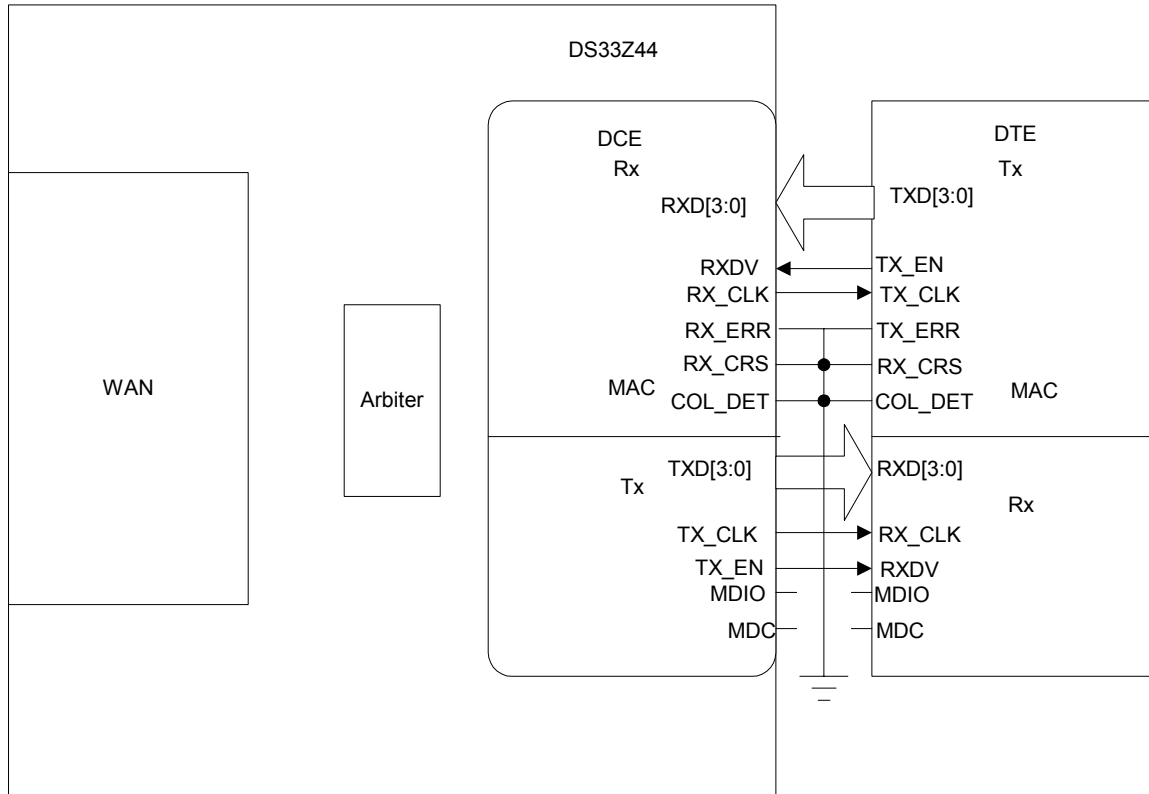 DS33Z44
DCE
Rx
RXD[3:0]
RXDV
RX_CLK
RX_ERR
RX_CRS
MAC
COL_DET
WAN
Arbiter
TXD[3:0]
Tx
TX_CLK
TX_EN
MDIO
MDC
DTE
Tx
TXD[3:0]
TX_EN
TX_CLK
TX_ERR
RX_CRS
MAC
COL_DET
RXD[3:0]
Rx
RX_CLK
RXDV
MDIO
MDC